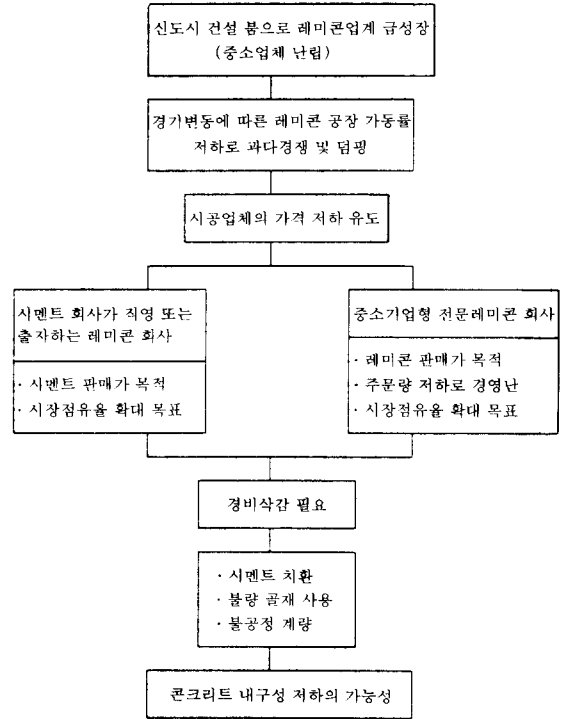 신도시 건설 붐으로 레미콘업계 급성장
(중소업체 난립)
경기변동에 따른 레미콘 공장 가동률
저하로 과다경쟁 및 덤핑
시공업체의 가격 저하 유도
시멘트 회사가 직영 또는
출자하는 레미콘 회사
· 시멘트 판매가 목적
· 시장점유율 확대 목표
중소기업형 전문레미콘 회사
· 레미콘 판매가 목적
· 주문량 저하로 경영난
· 시장점유율 확대 목표
경비삭감 필요
· 시멘트 치환
· 불량 골재 사용
· 불공정 계량
콘크리트 내구성 저하의 가능성